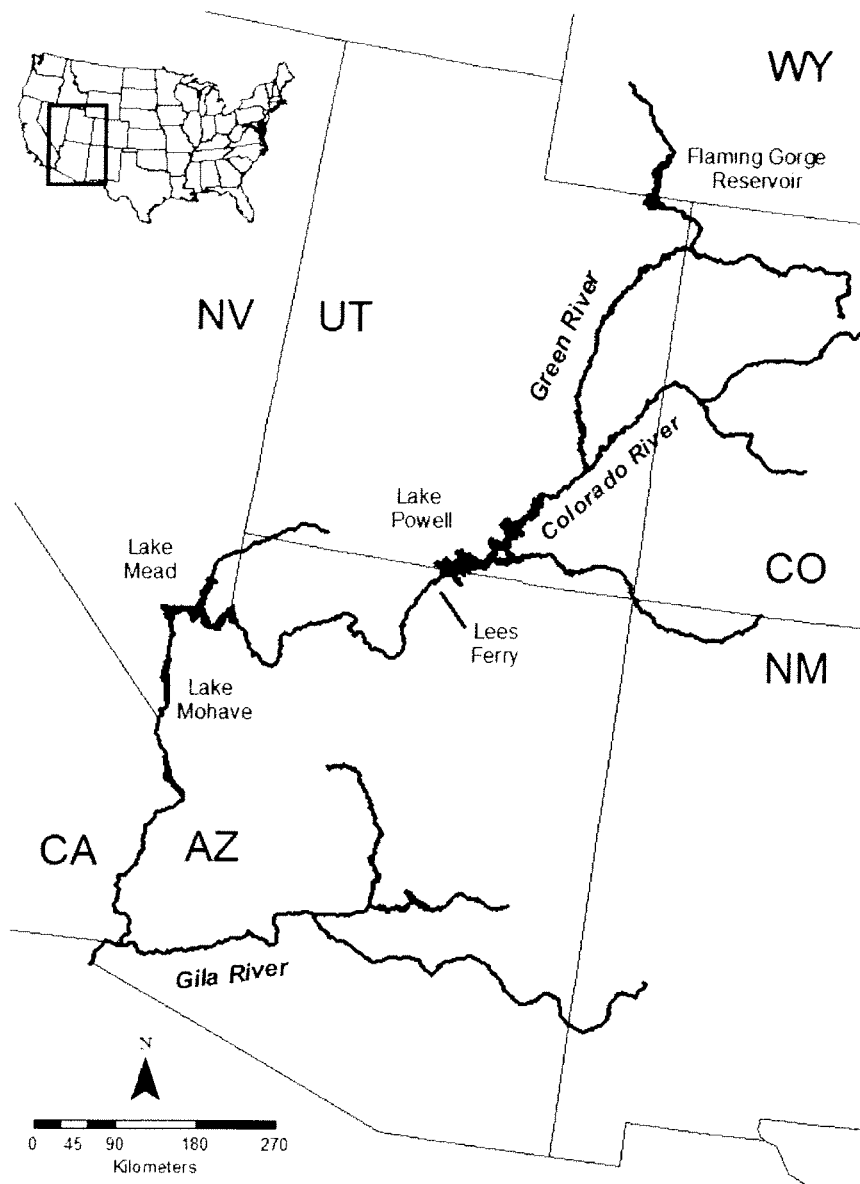 WY
Flaming Gorge
Reservoir
NV
UT
Green River
Colorado River
Lake
Powell
Lake
Mead
CO
Lees
Ferry
NM
Lake
Mohave
CA
AZ
Gila River
N
0 45 90 180 270
Kilometers